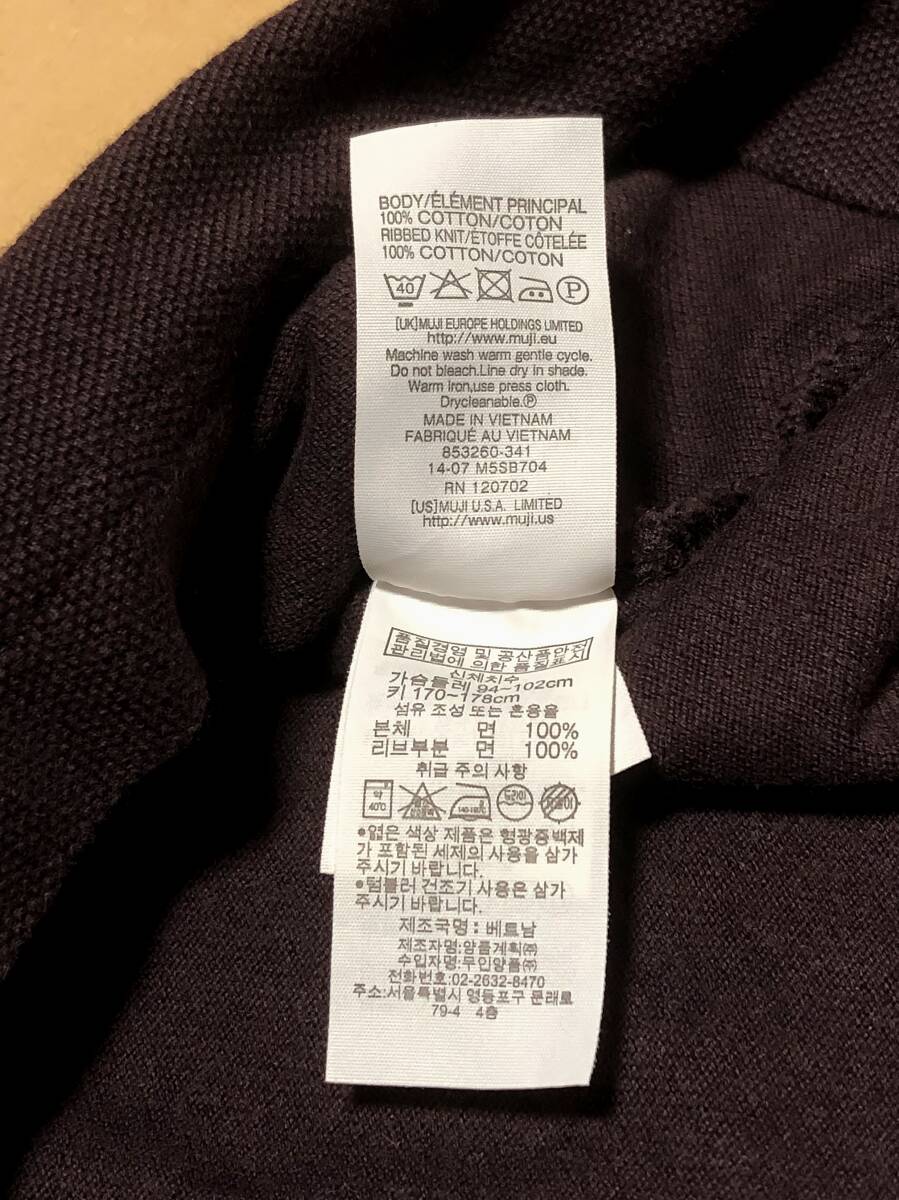 BODY/ÉLÉMENT PRINCIPAL
100% COTTON/COTON
RIBBED KNIT/ÉTOFFE CÔTELÉE
100% COTTON/COTON
40 P
[UK]MUJI EUROPE HOLDINGS LIMITED
http://www.muji.eu
Machine wash warm gentle cycle.
Do not bleach.Line dry in shade.
Warm iron,use press cloth.
Drycleanable.Ⓟ
MADE IN VIETNAM
FABRIQUÉ AU VIETNAM
853260-341
14-07 M5SB704
RN 120702
[US]MUJI U.S.A. LIMITED
http://www.muji.us
품질경영 및 공산품안전
관리법에 의한 품질표시
신체치수
가슴둘레 94~102cm
키 170~178cm
섬유 조성 또는 혼용율
본체 면 100%
리브부분 면 100%
취급 주의 사항
약 40℃
•엷은 색상 제품은 형광증백제
가 포함된 세제의 사용을 삼가
주시기 바랍니다.
•텀블러 건조기 사용은 삼가
주시기 바랍니다.
제조국명:베트남
제조자명:양품계획㈜
수입자명:무인양품㈜
전화번호:02-2632-8470
주소:서울특별시 영등포구 문래로
79-4 4층